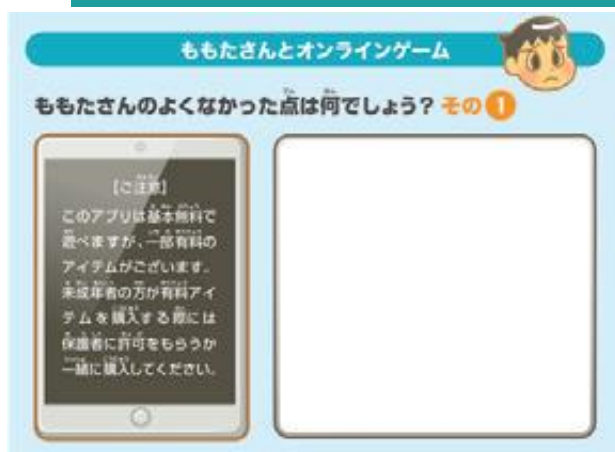 ももたさんとオンラインゲーム
ももたさんのよくなかった点は何でしょう? その1
【ご注意】
このアプリは基本無料で
遊べますが、一部有料の
アイテムがございます。
未成年者の方が有料アイ
テムを購入する際には
保護者に許可をもらうか
一緒に購入してください。